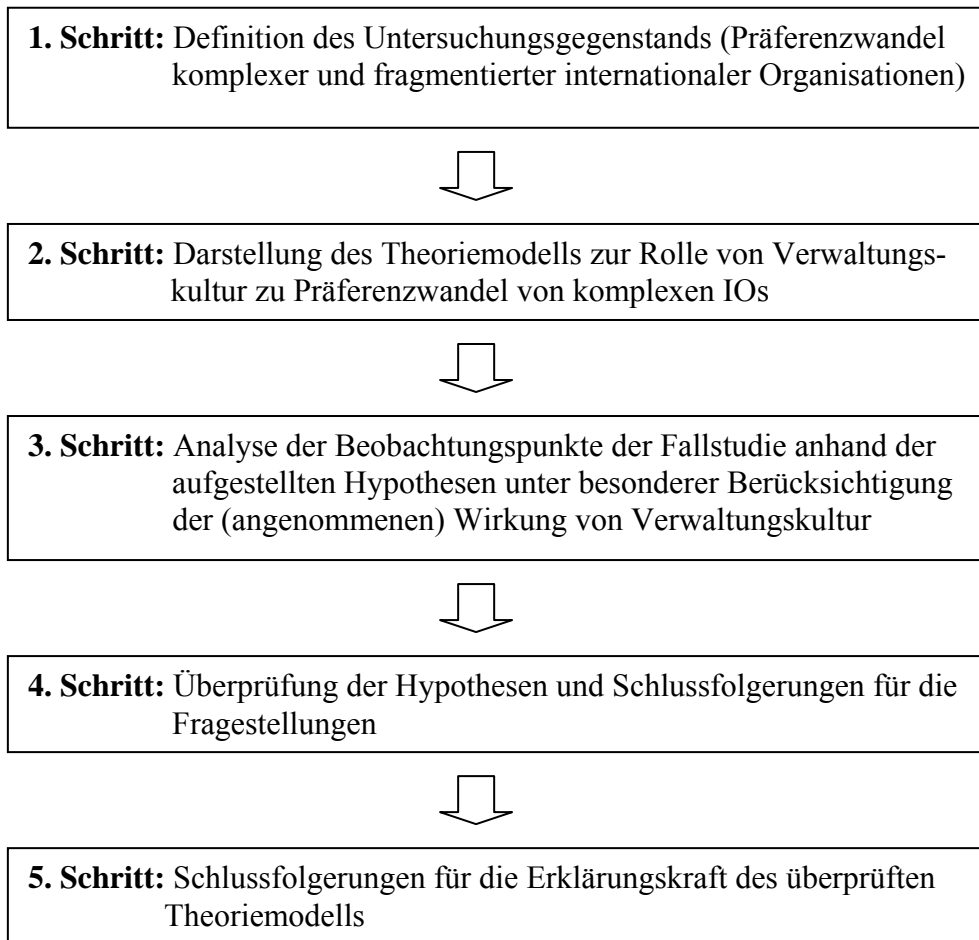 1. Schritt: Definition des Untersuchungsgegenstands (Präferenzwandel
komplexer und fragmentierter internationaler Organisationen)
2. Schritt: Darstellung des Theoriemodells zur Rolle von Verwaltungs-
kultur zu Präferenzwandel von komplexen IOs
3. Schritt: Analyse der Beobachtungspunkte der Fallstudie anhand der
aufgestellten Hypothesen unter besonderer Berücksichtigung
der (angenommenen) Wirkung von Verwaltungskultur
4. Schritt: Überprüfung der Hypothesen und Schlussfolgerungen für die
Fragestellungen
5. Schritt: Schlussfolgerungen für die Erklärungskraft des überprüften
Theoriemodells